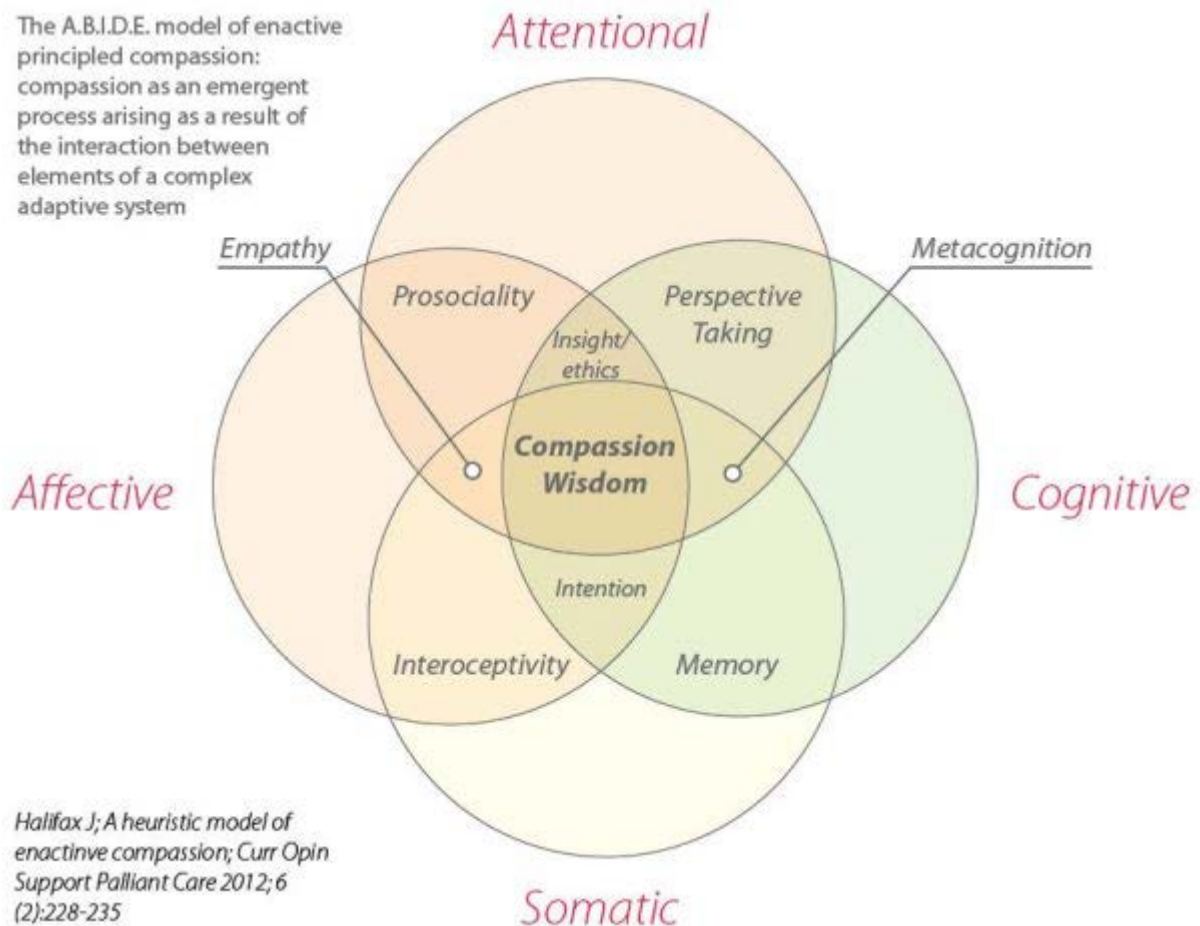 The A.B.I.D.E. model of enactive
principled compassion:
compassion as an emergent
process arising as a result of
the interaction between
elements of a complex
adaptive system
Attentional
Empathy
Metacognition
Prosociality
Perspective
Taking
Insight/
ethics
Compassion
Wisdom
Affective
Cognitive
Intention
Interoceptivity
Memory
Halifax J; A heuristic model of
enactinve compassion; Curr Opin
Support Palliant Care 2012; 6
(2):228-235
Somatic